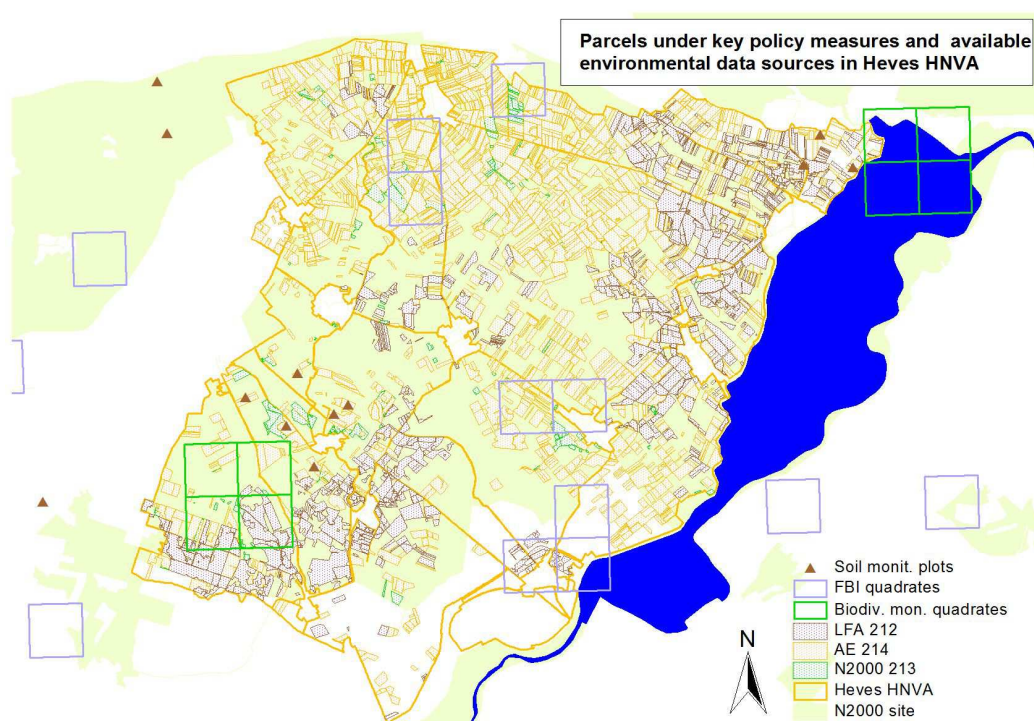 Parcels under key policy measures and available
environmental data sources in Heves HNVA
Soil monit. plots
FBI quadrates
Biodiv. mon. quadrates
LFA 212
AE 214
N2000 213
Heves HNVA
N2000 site
N